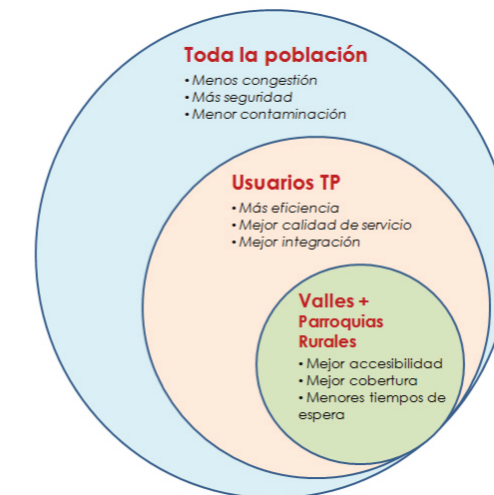 Toda la población
• Menos congestión
• Más seguridad
• Menor contaminación
Usuarios TP
• Más eficiencia
• Mejor calidad de servicio
• Mejor integración
Valles +
Parroquias
Rurales
• Mejor accesibilidad
• Mejor cobertura
• Menores tiempos de
espera